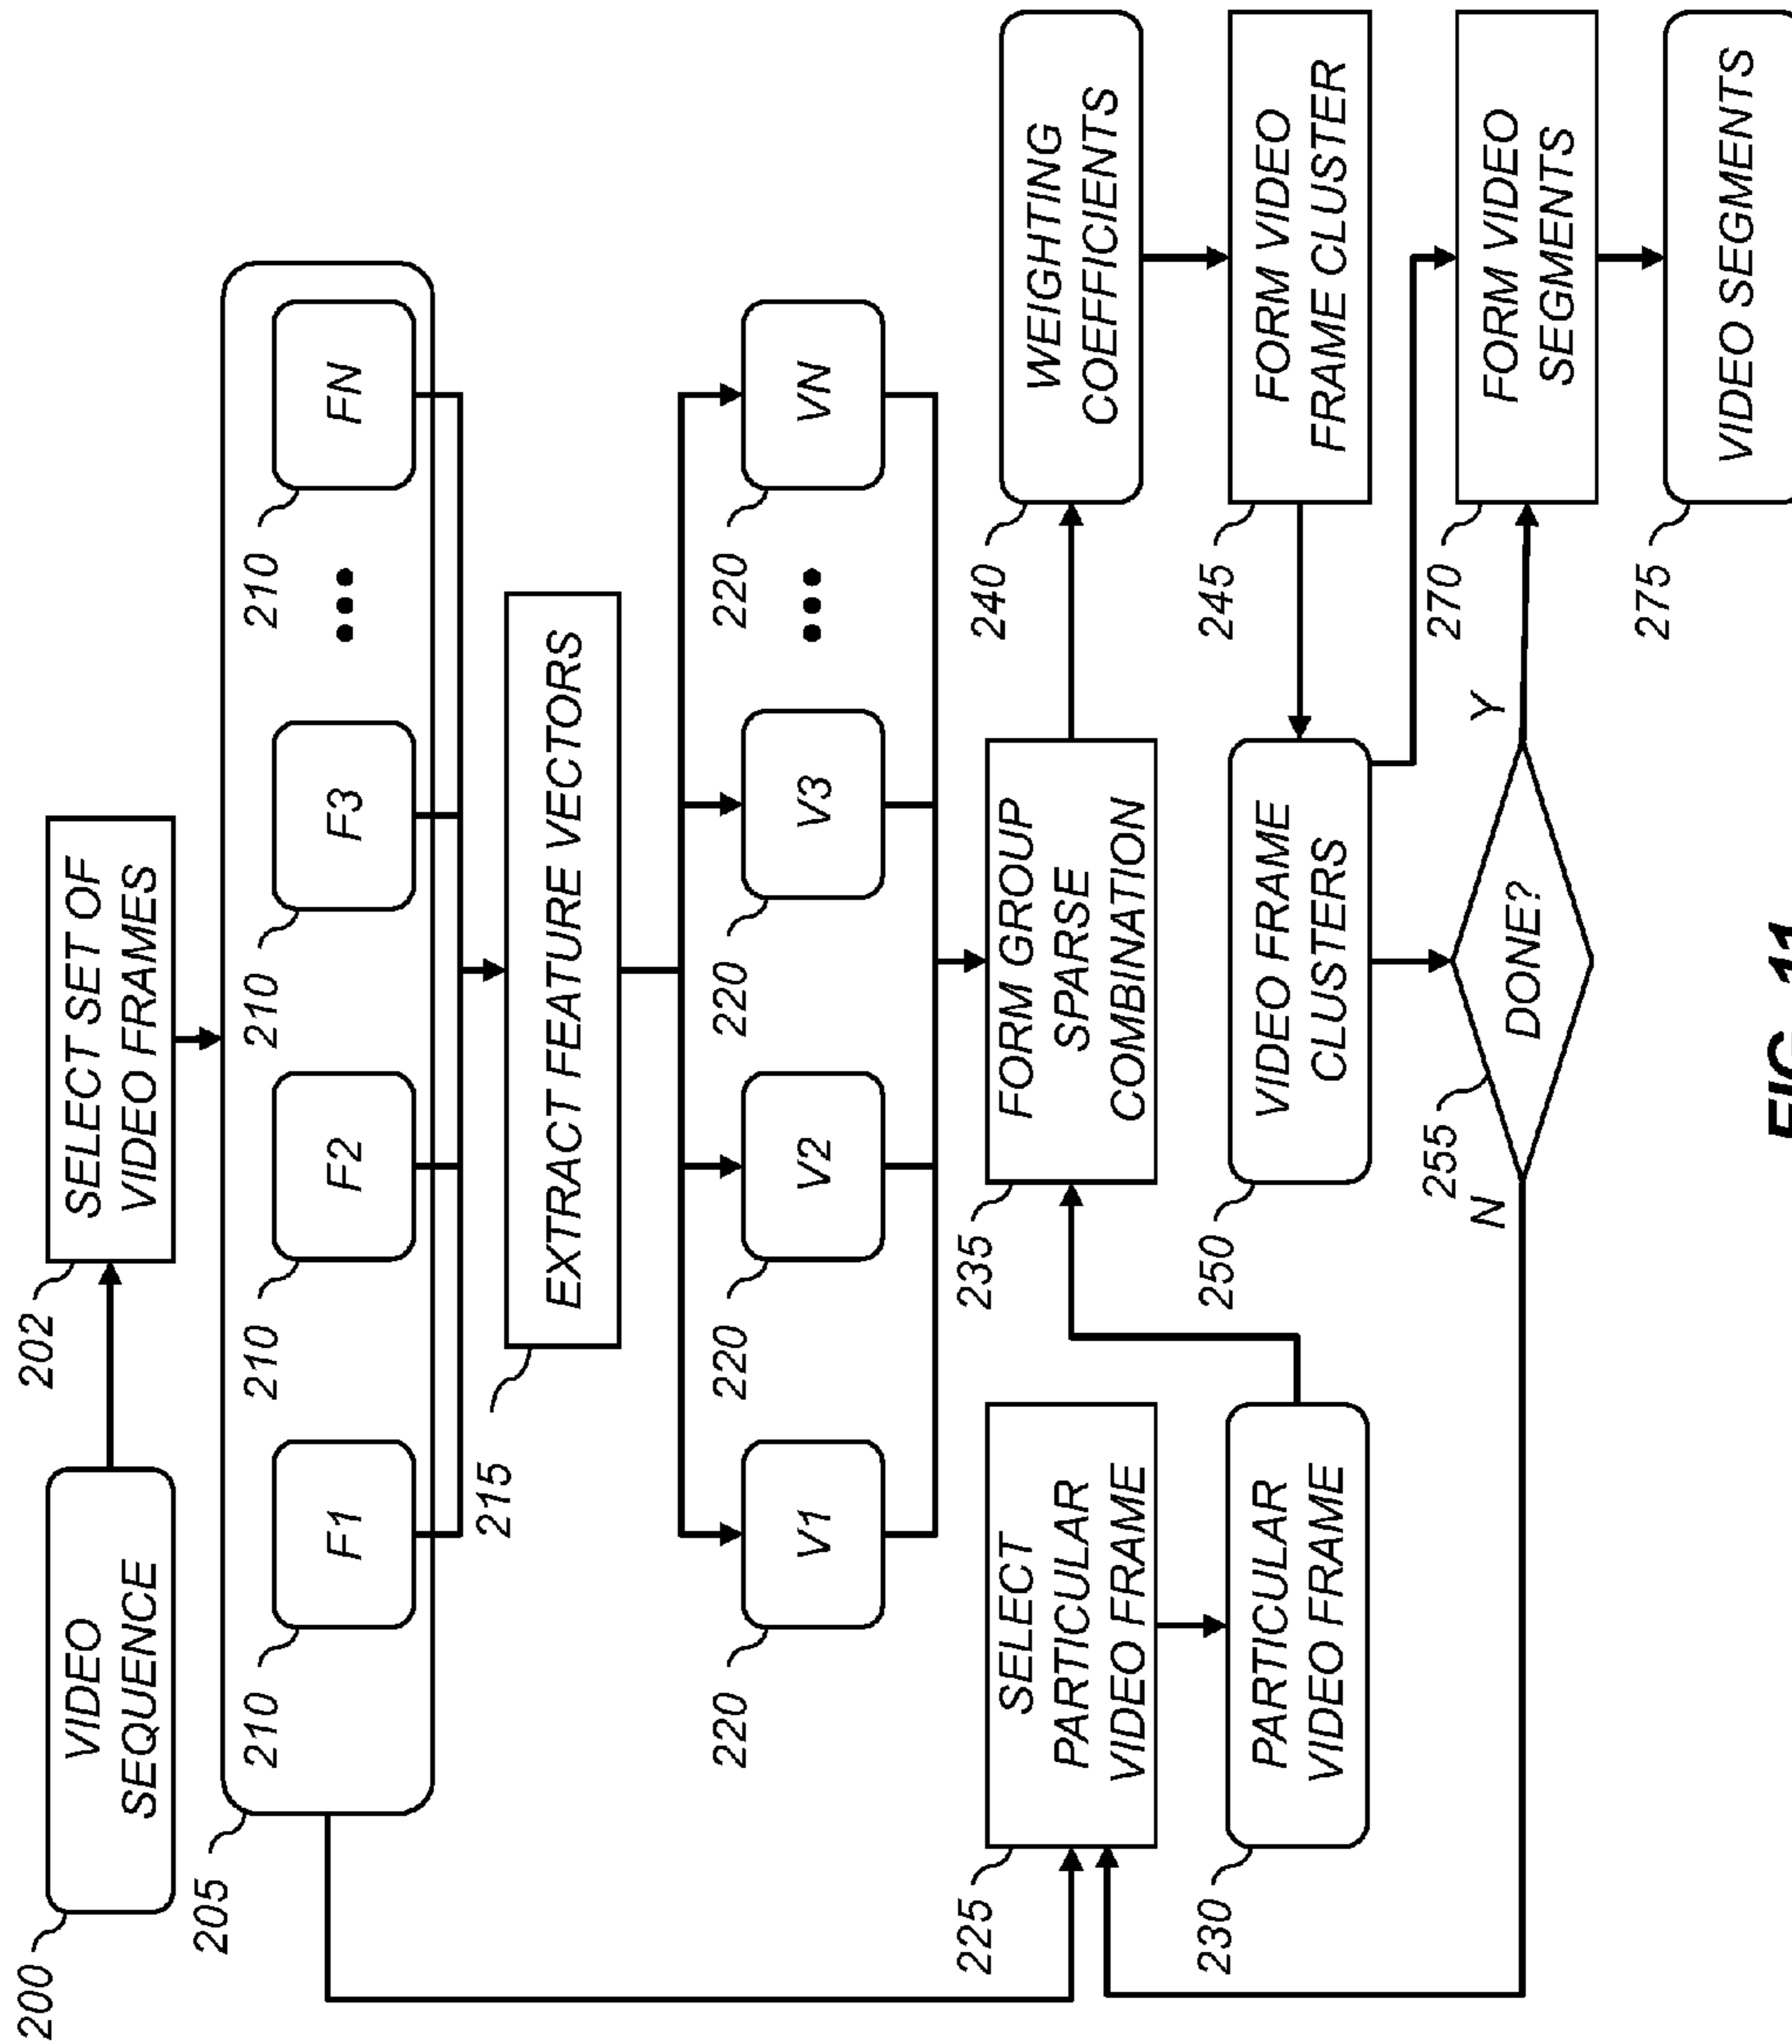 200
VIDEO
SEQUENCE
202
SELECT SET OF
VIDEO FRAMES
205
210
F1
210
F2
210
F3
210
FN
215
EXTRACT FEATURE VECTORS
220
V1
220
V2
220
V3
220
VN
225
SELECT
PARTICULAR
VIDEO FRAME
235
FORM GROUP
SPARSE
COMBINATION
240
WEIGHTING
COEFFICIENTS
230
PARTICULAR
VIDEO FRAME
250
VIDEO FRAME
CLUSTERS
245
FORM VIDEO
FRAME CLUSTER
N
255
DONE?
Y
270
FORM VIDEO
SEGMENTS
275
VIDEO SEGMENTS
FIG. 11